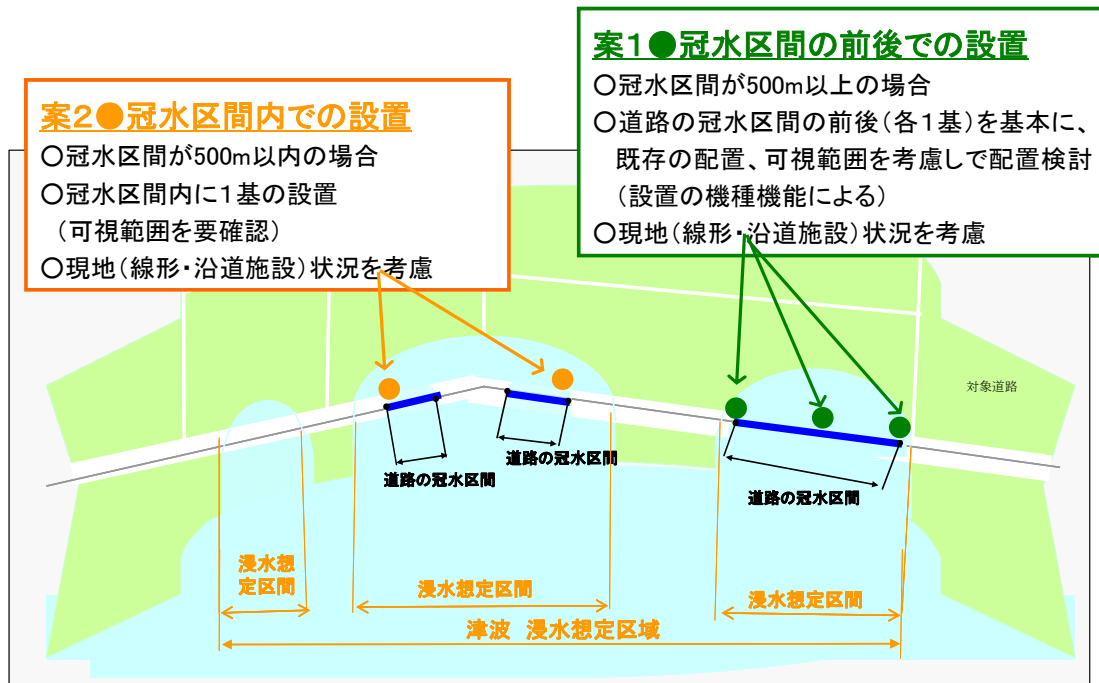 案1●冠水区間の前後での設置
○冠水区間が500m以上の場合
○道路の冠水区間の前後(各1基)を基本に、
既存の配置、可視範囲を考慮しで配置検討
(設置の機種機能による)
○現地(線形・沿道施設)状況を考慮
案2●冠水区間内での設置
○冠水区間が500m以内の場合
○冠水区間内に1基の設置
(可視範囲を要確認)
○現地(線形・沿道施設)状況を考慮
対象道路
道路の冠水区間
道路の冠水区間
道路の冠水区間
浸水想
定区間
浸水想定区間
浸水想定区間
津波 浸水想定区域